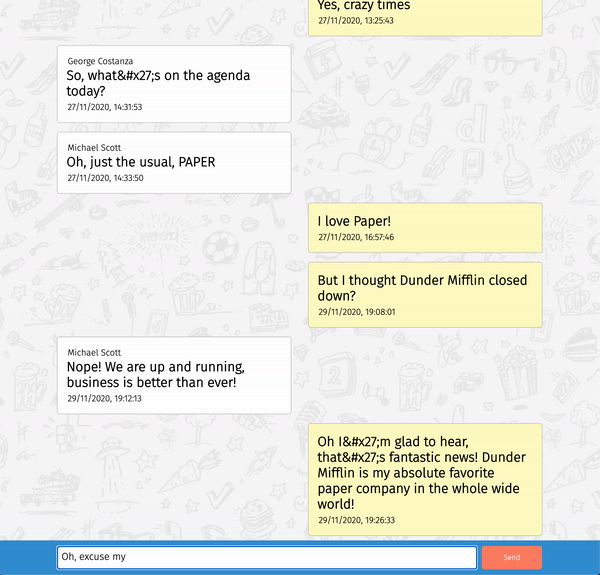 Yes, crazy times
27/11/2020, 13:25:43
George Costanza
So, what&#x27;s on the agenda
today?
27/11/2020, 14:31:53
Michael Scott
Oh, just the usual, PAPER
27/11/2020, 14:33:50
I love Paper!
27/11/2020, 16:57:46
But I thought Dunder Mifflin closed
down?
29/11/2020, 19:08:01
Michael Scott
Nope! We are up and running,
business is better than ever!
29/11/2020, 19:12:13
Oh I&#x27;m glad to hear,
that&#x27;s fantastic news! Dunder
Mifflin is my absolute favorite
paper company in the whole wide
world!
29/11/2020, 19:26:33
Oh, excuse my
Send